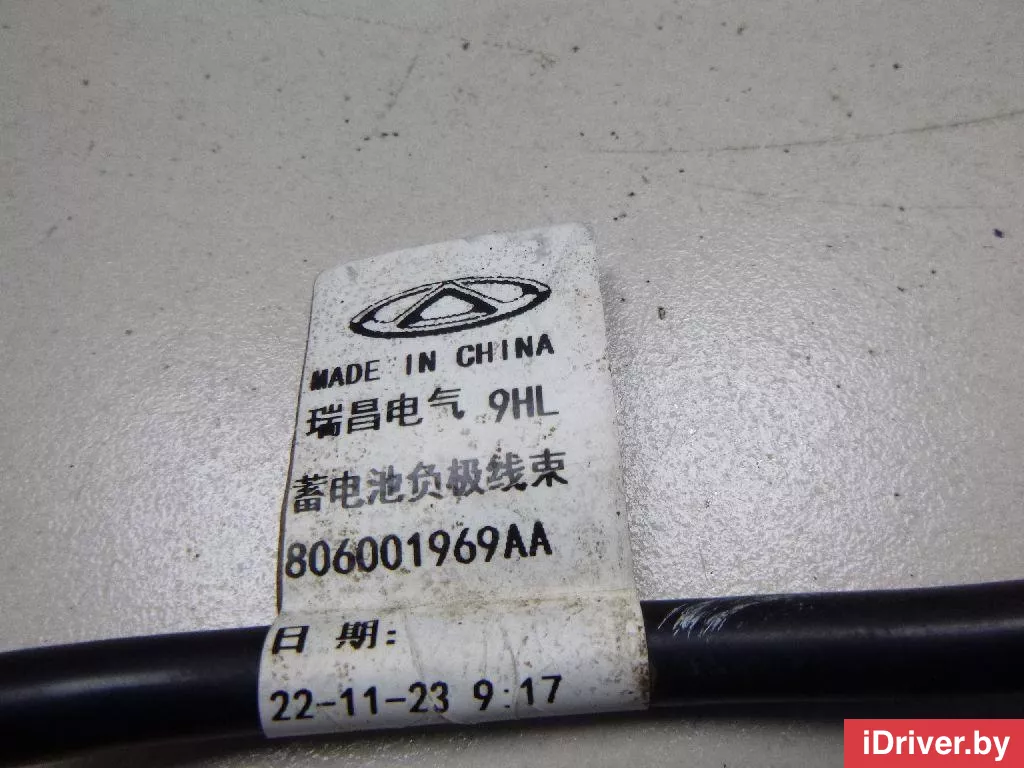 MADE IN CHINA
瑞昌电气 9HL
蓄电池负极线束
806001969AA
日期:
22-11-23 9:17
iDriver.by